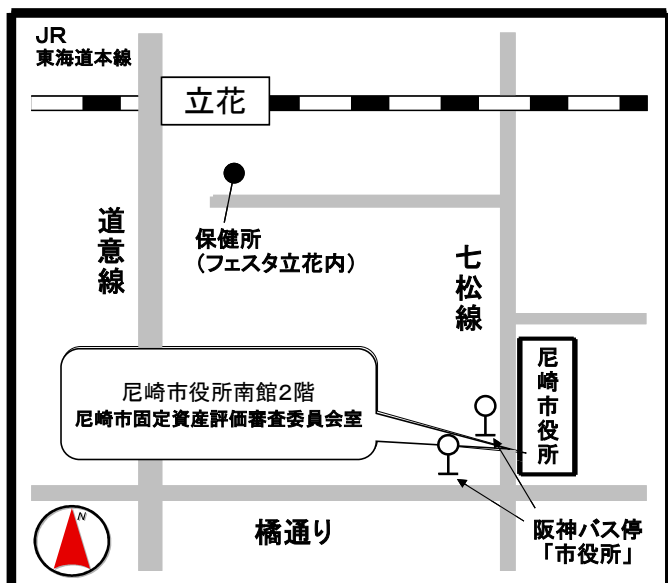 JR
東海道本線
立花
道意線
保健所
（フェスタ立花内）
七松線
尼崎市役所
尼崎市役所南館２階
尼崎市固定資産評価審査委員会室
橘通り
阪神バス停
「市役所」
N